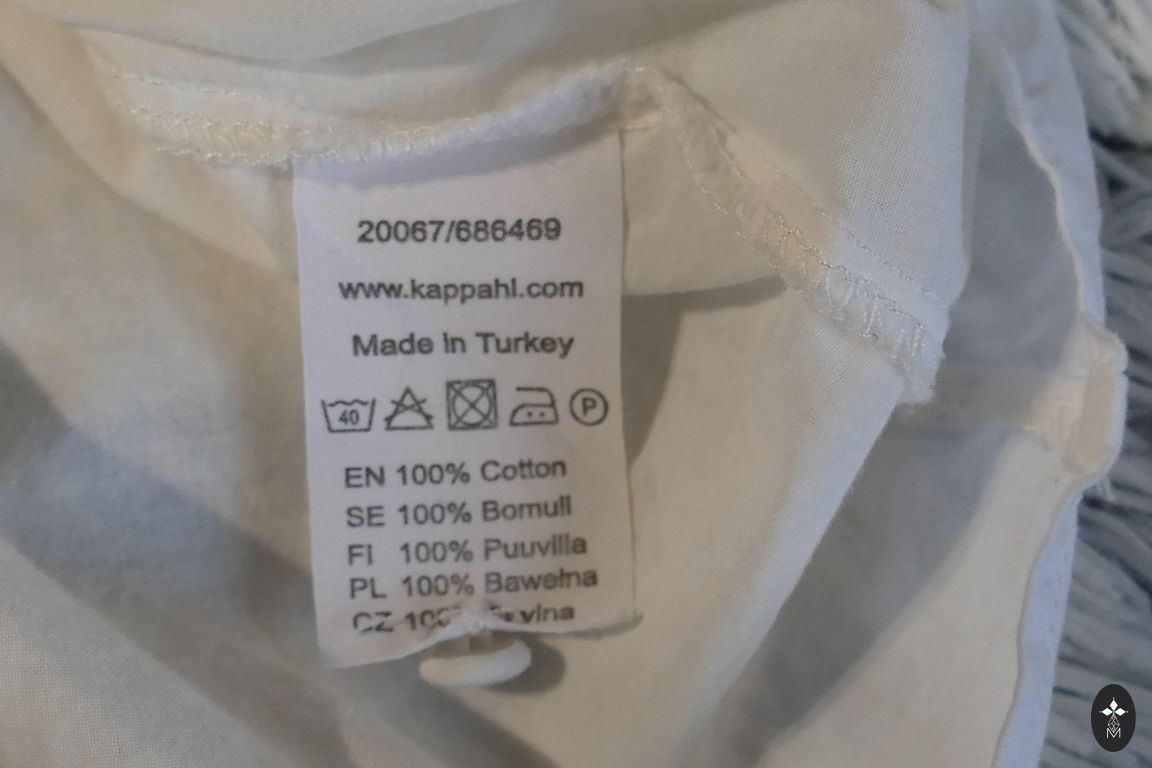 20067/686469
www.kappahl.com
Made in Turkey
40 P
EN 100% Cotton
SE 100% Bomull
FI 100% Puuvilla
PL 100% Bawełna
CZ
M